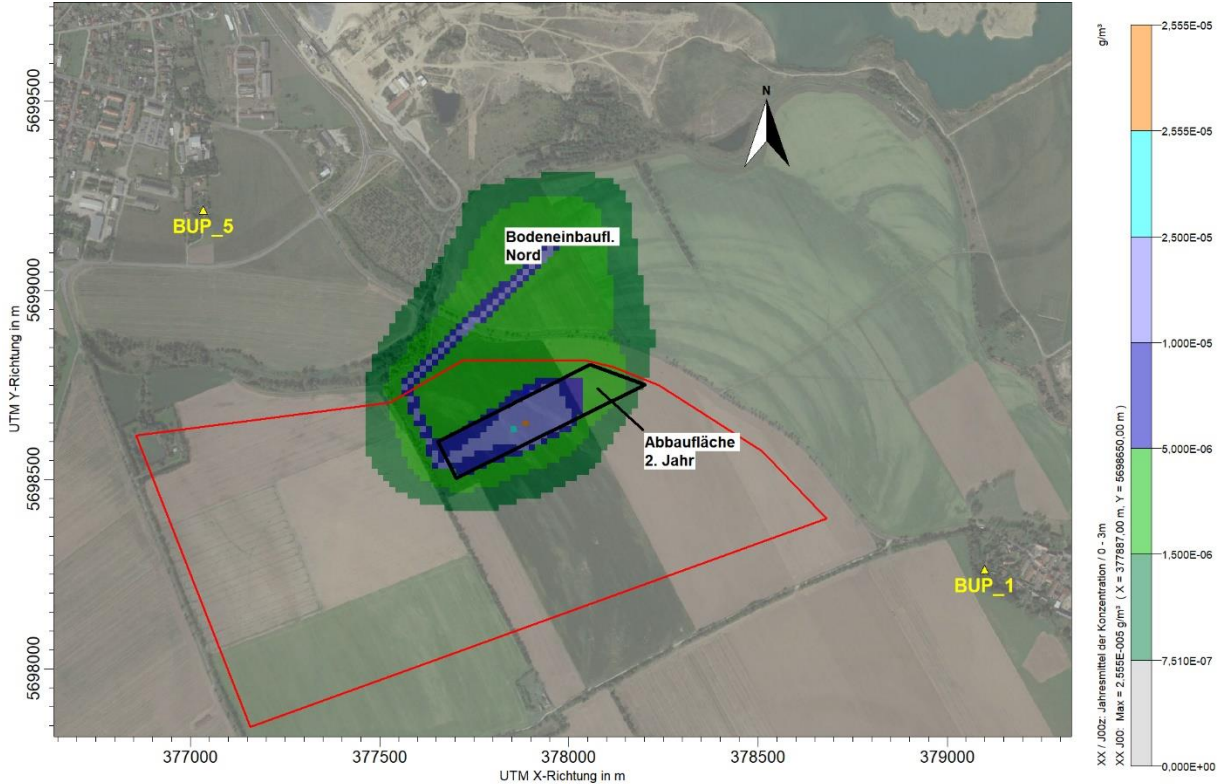 N
BUP_5
Bodeneinbaufl.
Nord
Abbaufläche
2. Jahr
BUP_1
UTM Y-Richtung in m
5699500
5699000
5698500
5698000
377000
377500
378000
378500
379000
UTM X-Richtung in m
g/m³
2,555E-05
2,555E-05
2,500E-05
1,000E-05
5,000E-06
1,500E-06
7,510E-07
0,000E+00
XX / J00z: Jahresmittel der Konzentration / 0 - 3m
XX J00: Max = 2,555E-005 g/m³ ( X = 377887,00 m, Y = 5698650,00 m )